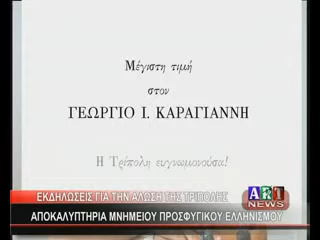 Μέγιστη τιμή
στον
ΓΕΩΡΓΙΟ Ι. ΚΑΡΑΓΙΑΝΝΗ
Η Τρίπολη ευγνωμονούσα!
ΕΚΔΗΛΩΣΕΙΣ ΓΙΑ ΤΗΝ ΑΛΩΣΗ ΤΗΣ ΤΡΙΠΟΛΗΣ
ΑΠΟΚΑΛΥΠΤΗΡΙΑ ΜΝΗΜΕΙΟΥ ΠΡΟΣΦΥΓΙΚΟΥ ΕΛΛΗΝΙΣΜΟΥ
ART
NEWS